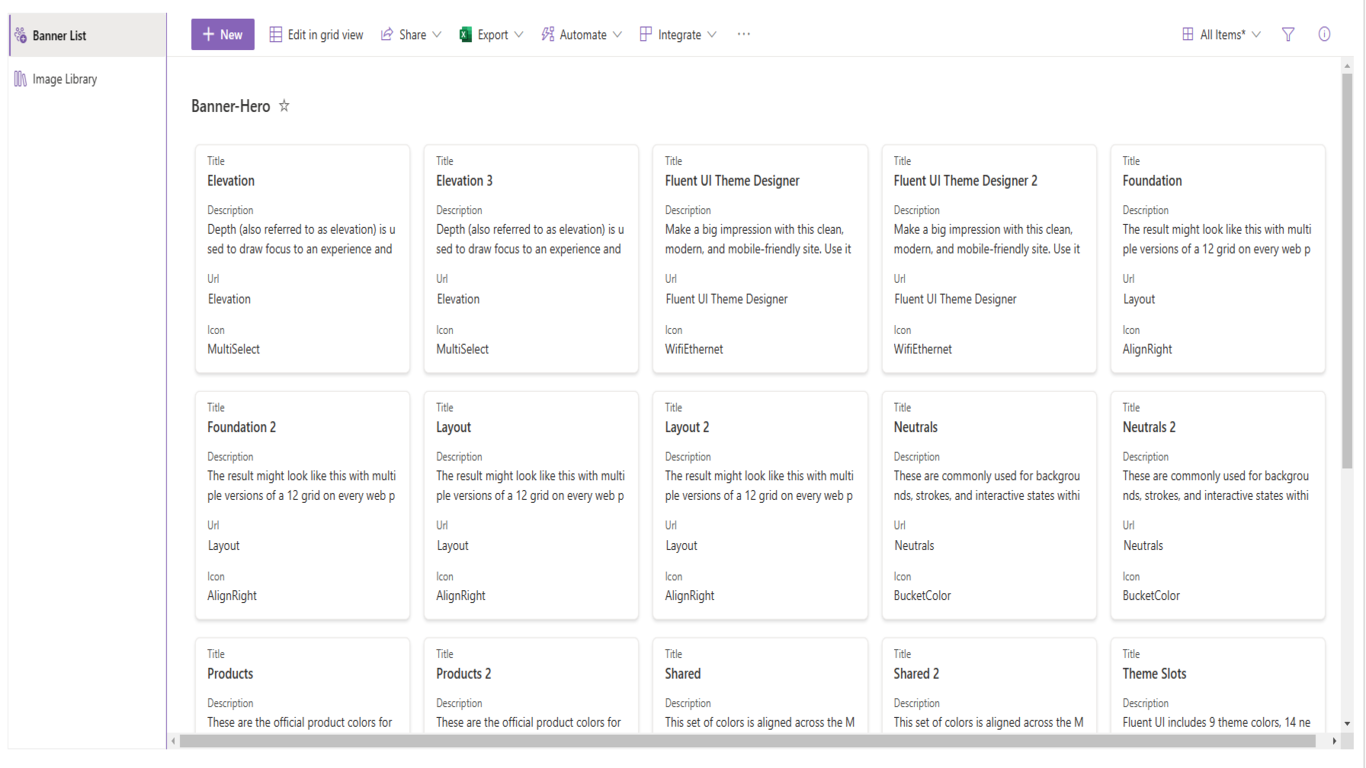 Banner List
Image Library
New
Edit in grid view
Share
Export
Automate
Integrate
All Items*
Banner-Hero
Title
Elevation
Description
Depth (also referred to as elevation) is u
sed to draw focus to an experience and
Url
Elevation
Icon
MultiSelect
Title
Elevation 3
Description
Depth (also referred to as elevation) is u
sed to draw focus to an experience and
Url
Elevation
Icon
MultiSelect
Title
Fluent UI Theme Designer
Description
Make a big impression with this clean,
modern, and mobile-friendly site. Use it
Url
Fluent UI Theme Designer
Icon
WifiEthernet
Title
Fluent UI Theme Designer 2
Description
Make a big impression with this clean,
modern, and mobile-friendly site. Use it
Url
Fluent UI Theme Designer
Icon
WifiEthernet
Title
Foundation
Description
The result might look like this with multi
ple versions of a 12 grid on every web p
Url
Layout
Icon
AlignRight
Title
Foundation 2
Description
The result might look like this with multi
ple versions of a 12 grid on every web p
Url
Layout
Icon
AlignRight
Title
Layout
Description
The result might look like this with multi
ple versions of a 12 grid on every web p
Url
Layout
Icon
AlignRight
Title
Layout 2
Description
The result might look like this with multi
ple versions of a 12 grid on every web p
Url
Layout
Icon
AlignRight
Title
Neutrals
Description
These are commonly used for backgrou
nds, strokes, and interactive states withi
Url
Neutrals
Icon
BucketColor
Title
Neutrals 2
Description
These are commonly used for backgrou
nds, strokes, and interactive states withi
Url
Neutrals
Icon
BucketColor
Title
Products
Description
These are the official product colors for
Title
Products 2
Description
These are the official product colors for
Title
Shared
Description
This set of colors is aligned across the M
Title
Shared 2
Description
This set of colors is aligned across the M
Title
Theme Slots
Description
Fluent UI includes 9 theme colors, 14 ne